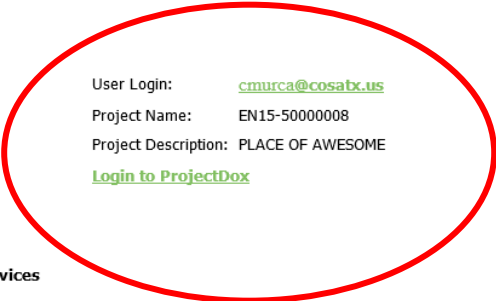 User Login: cmurca@cosatx.us
Project Name: EN15-50000008
Project Description: PLACE OF AWESOME
Login to ProjectDox
vices